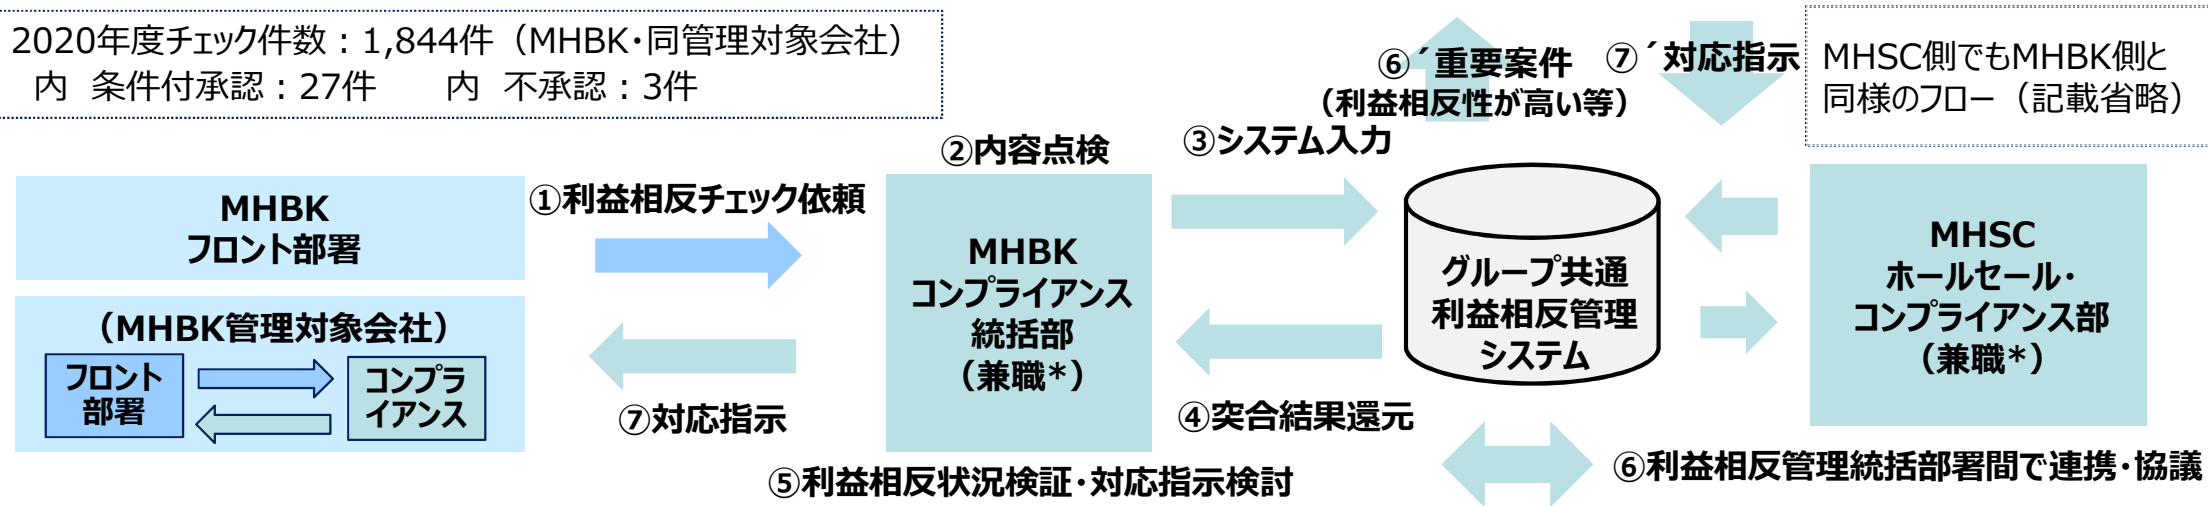 2020年度チェック件数：1,844件（MHBK・同管理対象会社）
内 条件付承認：27件 内 不承認：3件
⑥´重要案件
（利益相反性が高い等）
⑦´対応指示
MHSC側でもMHBK側と
同様のフロー（記載省略）
MHBK
フロント部署
①利益相反チェック依頼
②内容点検
③システム入力
（MHBK管理対象会社）
フロント
部署
コンプラ
イアンス
⑦対応指示
MHBK
コンプライアンス
統括部
（兼職*）
④突合結果還元
グループ共通
利益相反管理
システム
MHSC
ホールセール・
コンプライアンス部
（兼職*）
⑤利益相反状況検証・対応指示検討
⑥利益相反管理統括部署間で連携・協議